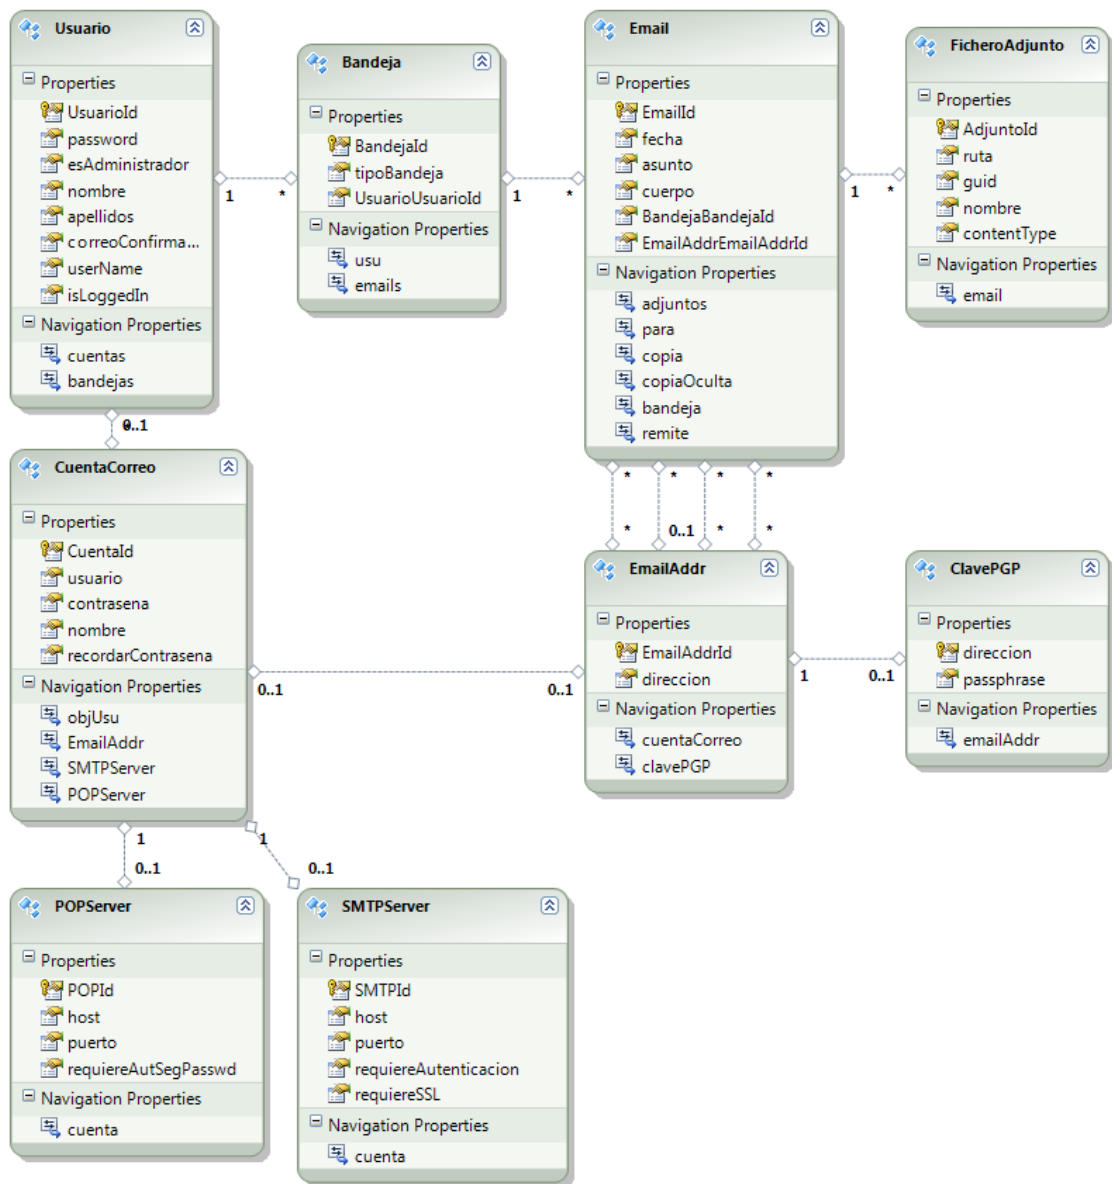 Usuario
Properties
UsuarioId
password
esAdministrador
nombre
apellidos
correoConfirma...
userName
isLoggedIn
Navigation Properties
cuentas
bandejas
1
*
Bandeja
Properties
BandejaId
tipoBandeja
UsuarioUsuarioId
Navigation Properties
usu
emails
1
*
Email
Properties
EmailId
fecha
asunto
cuerpo
BandejaBandejaId
EmailAddrEmailAddrId
Navigation Properties
adjuntos
para
copia
copiaOculta
bandeja
remite
1
*
FicheroAdjunto
Properties
AdjuntoId
ruta
guid
nombre
contentType
Navigation Properties
email
0..1
* * * *
* 0..1 * *
CuentaCorreo
Properties
CuentaId
usuario
contrasena
nombre
recordarContrasena
Navigation Properties
objUsu
EmailAddr
SMTPServer
POPServer
0..1
0..1
EmailAddr
Properties
EmailAddrId
direccion
Navigation Properties
cuentaCorreo
clavePGP
1
0..1
ClavePGP
Properties
direccion
passphrase
Navigation Properties
emailAddr
1
0..1
1
0..1
POPServer
Properties
POPId
host
puerto
requiereAutSegPasswd
Navigation Properties
cuenta
SMTPServer
Properties
SMTPId
host
puerto
requiereAutenticacion
requiereSSL
Navigation Properties
cuenta